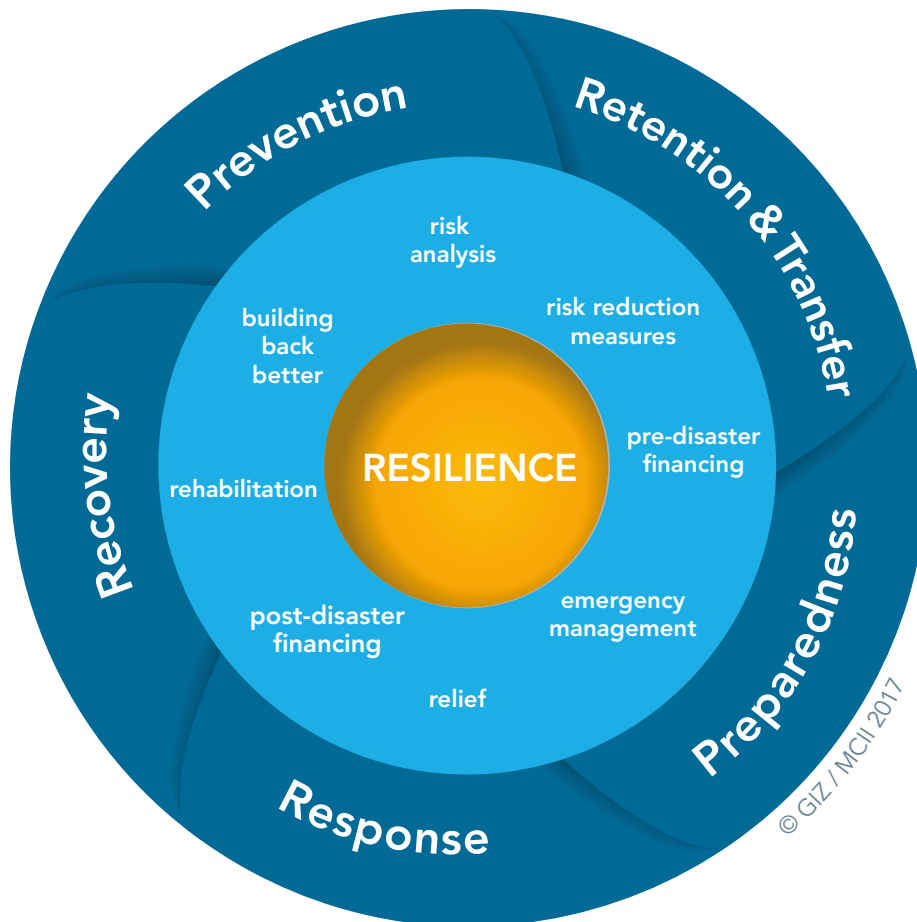 Prevention
Retention & Transfer
Preparedness
Response
Recovery
risk
analysis
risk reduction
measures
pre-disaster
financing
emergency
management
relief
post-disaster
financing
rehabilitation
building
back
better
RESILIENCE
© GIZ / MCII 2017